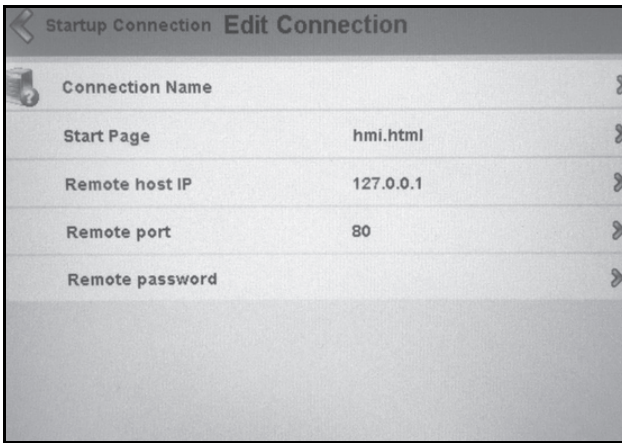 Startup Connection Edit Connection
Connection Name
Start Page hmi.html
Remote host IP 127.0.0.1
Remote port 80
Remote password